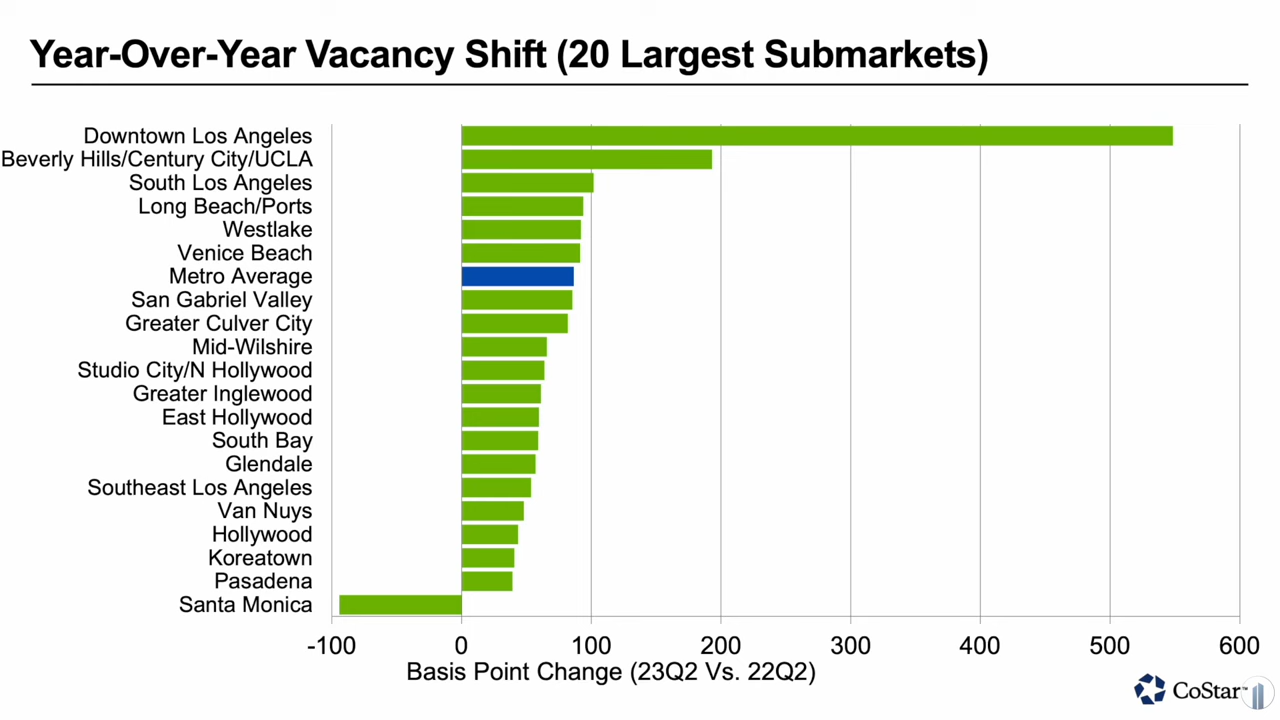 Year-Over-Year Vacancy Shift (20 Largest Submarkets)
Downtown Los Angeles
Beverly Hills/Century City/UCLA
South Los Angeles
Long Beach/Ports
Westlake
Venice Beach
Metro Average
San Gabriel Valley
Greater Culver City
Mid-Wilshire
Studio City/N Hollywood
Greater Inglewood
East Hollywood
South Bay
Glendale
Southeast Los Angeles
Van Nuys
Hollywood
Koreatown
Pasadena
Santa Monica
-100 0 100 200 300 400 500 600
Basis Point Change (23Q2 Vs. 22Q2)
CoStar™